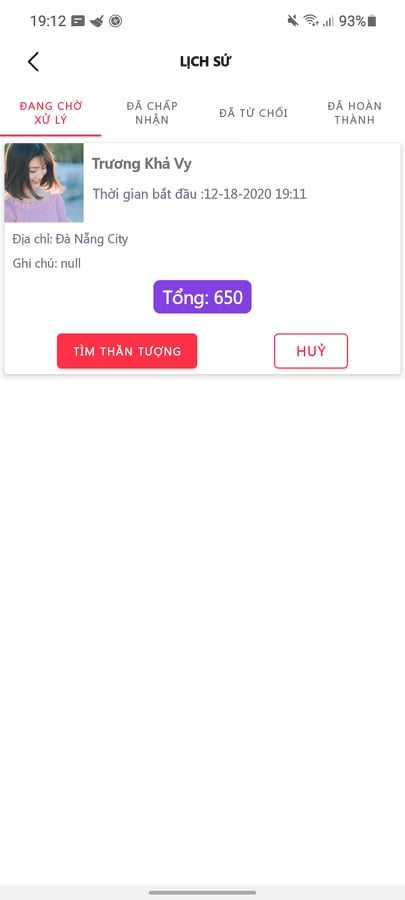 19:12 93%
LỊCH SỬ
ĐANG CHỜ
XỬ LÝ
ĐÃ CHẤP
NHẬN
ĐÃ TỪ CHỐI
ĐÃ HOÀN
THÀNH
Trương Khả Vy
Thời gian bắt đầu :12-18-2020 19:11
Địa chỉ: Đà Nẵng City
Ghi chú: null
Tổng: 650
TÌM THẦN TƯỢNG
HUỶ